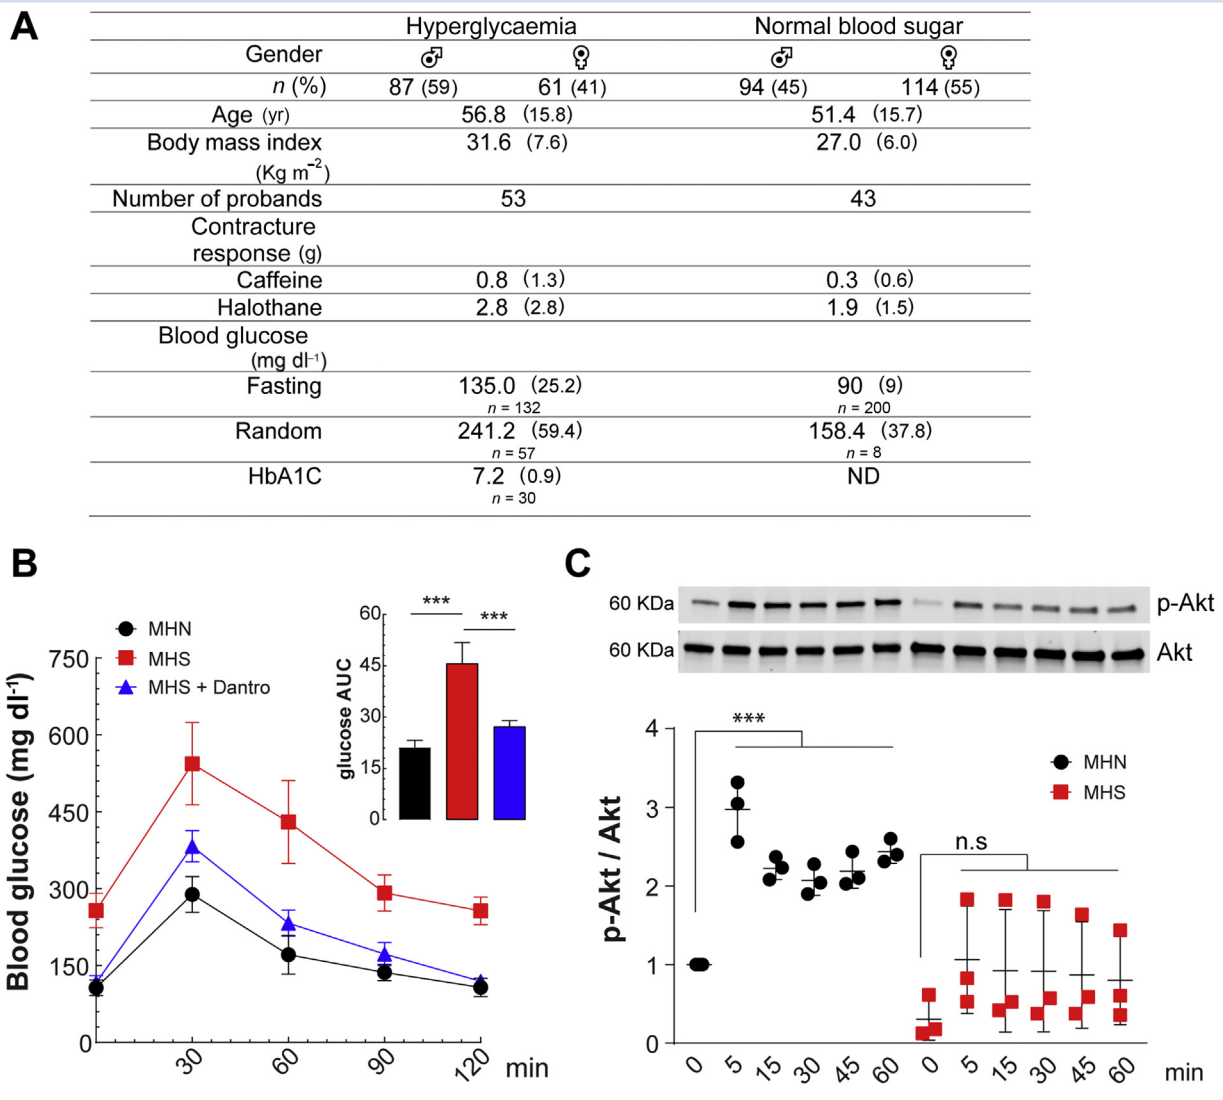 A
Hyperglycaemia Normal blood sugar
Gender ♂ ♀ ♂ ♀
n (%) 87 (59) 61 (41) 94 (45) 114 (55)
Age (yr) 56.8 (15.8) 51.4 (15.7)
Body mass index 31.6 (7.6) 27.0 (6.0)
(Kg m⁻²)
Number of probands 53 43
Contracture
response (g)
Caffeine 0.8 (1.3) 0.3 (0.6)
Halothane 2.8 (2.8) 1.9 (1.5)
Blood glucose
(mg dl⁻¹)
Fasting 135.0 (25.2) 90 (9)
n = 132 n = 200
Random 241.2 (59.4) 158.4 (37.8)
n = 57 n = 8
HbA1C 7.2 (0.9) ND
n = 30
B
MHN
MHS
MHS + Dantro
Blood glucose (mg dl⁻¹)
750
600
450
300
150
0
30 60 90 120 min
glucose AUC
60
45
30
15
0
*** ***
C
60 KDa p-Akt
60 KDa Akt
p-Akt / Akt
4
3
2
1
0
***
n.s
MHN
MHS
0 5 15 30 45 60 0 5 15 30 45 60 min